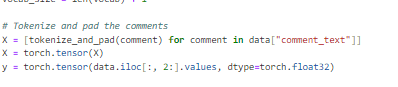 # Tokenize and pad the comments
X = [tokenize_and_pad(comment) for comment in data["comment_text"]]
X = torch.tensor(X)
y = torch.tensor(data.iloc[:, 2:].values, dtype=torch.float32)